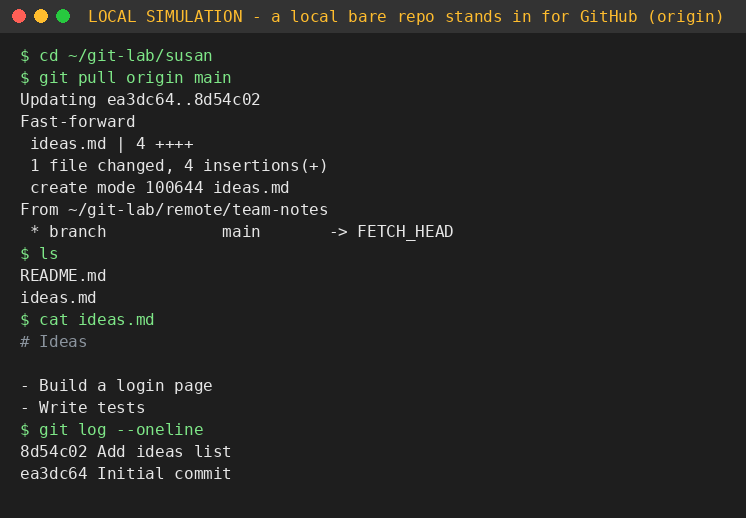 LOCAL SIMULATION - a local bare repo stands in for GitHub (origin)
$ cd ~/git-lab/susan
$ git pull origin main
Updating ea3dc64..8d54c02
Fast-forward
 ideas.md | 4 ++++
 1 file changed, 4 insertions(+)
 create mode 100644 ideas.md
From ~/git-lab/remote/team-notes
 * branch            main       -> FETCH_HEAD
$ ls
README.md
ideas.md
$ cat ideas.md
# Ideas

- Build a login page
- Write tests
$ git log --oneline
8d54c02 Add ideas list
ea3dc64 Initial commit